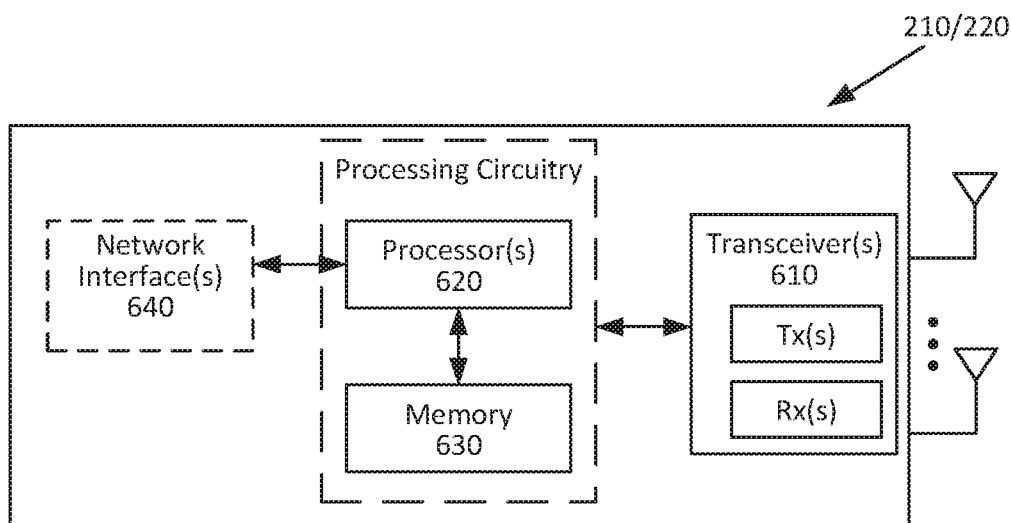 210/220
Processing Circuitry
Network
Interface(s)
640
Processor(s)
620
Memory
630
Transceiver(s)
610
Tx(s)
Rx(s)